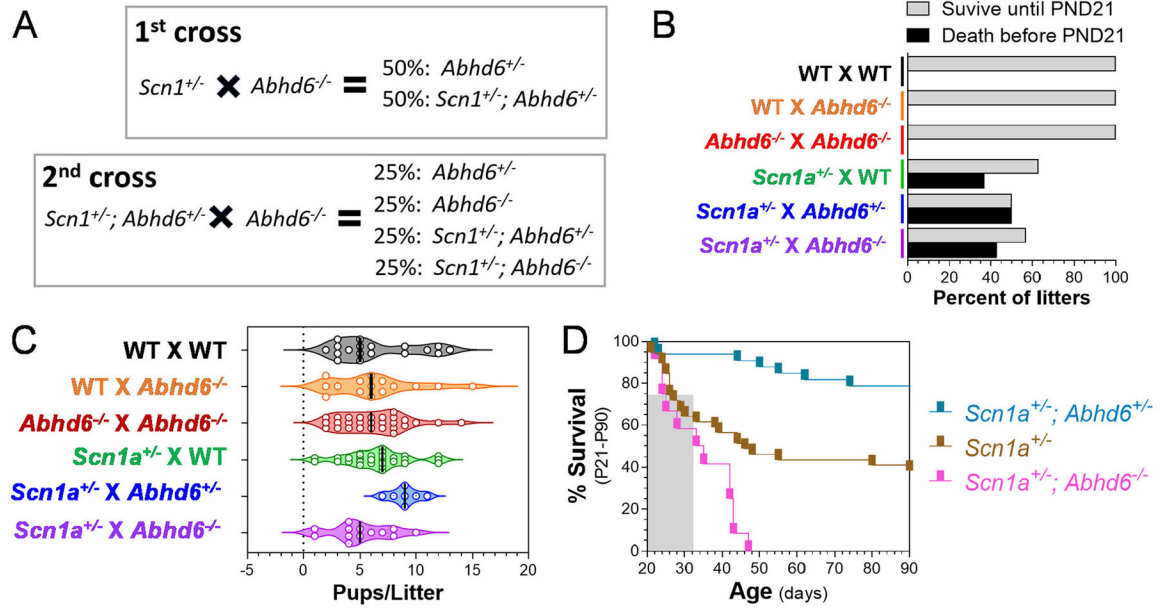 A
1st cross
Scn1+/- ✖ Abhd6-/- =
50%: Abhd6+/-
50%: Scn1+/-; Abhd6+/-
2nd cross
Scn1+/-; Abhd6+/- ✖ Abhd6-/- =
25%: Abhd6+/-
25%: Abhd6-/-
25%: Scn1+/-; Abhd6+/-
25%: Scn1+/-; Abhd6-/-
B
Suvive until PND21
Death before PND21
WT X WT
WT X Abhd6-/-
Abhd6-/- X Abhd6-/-
Scn1a+/- X WT
Scn1a+/- X Abhd6+/-
Scn1a+/- X Abhd6-/-
0 20 40 60 80 100
Percent of litters
C
WT X WT
WT X Abhd6-/-
Abhd6-/- X Abhd6-/-
Scn1a+/- X WT
Scn1a+/- X Abhd6+/-
Scn1a+/- X Abhd6-/-
-5 0 5 10 15 20
Pups/Litter
D
% Survival
(P21-P90)
100
80
60
40
20
0
20 30 40 50 60 70 80 90
Age (days)
Scn1a+/-; Abhd6+/-
Scn1a+/-
Scn1a+/-; Abhd6-/-